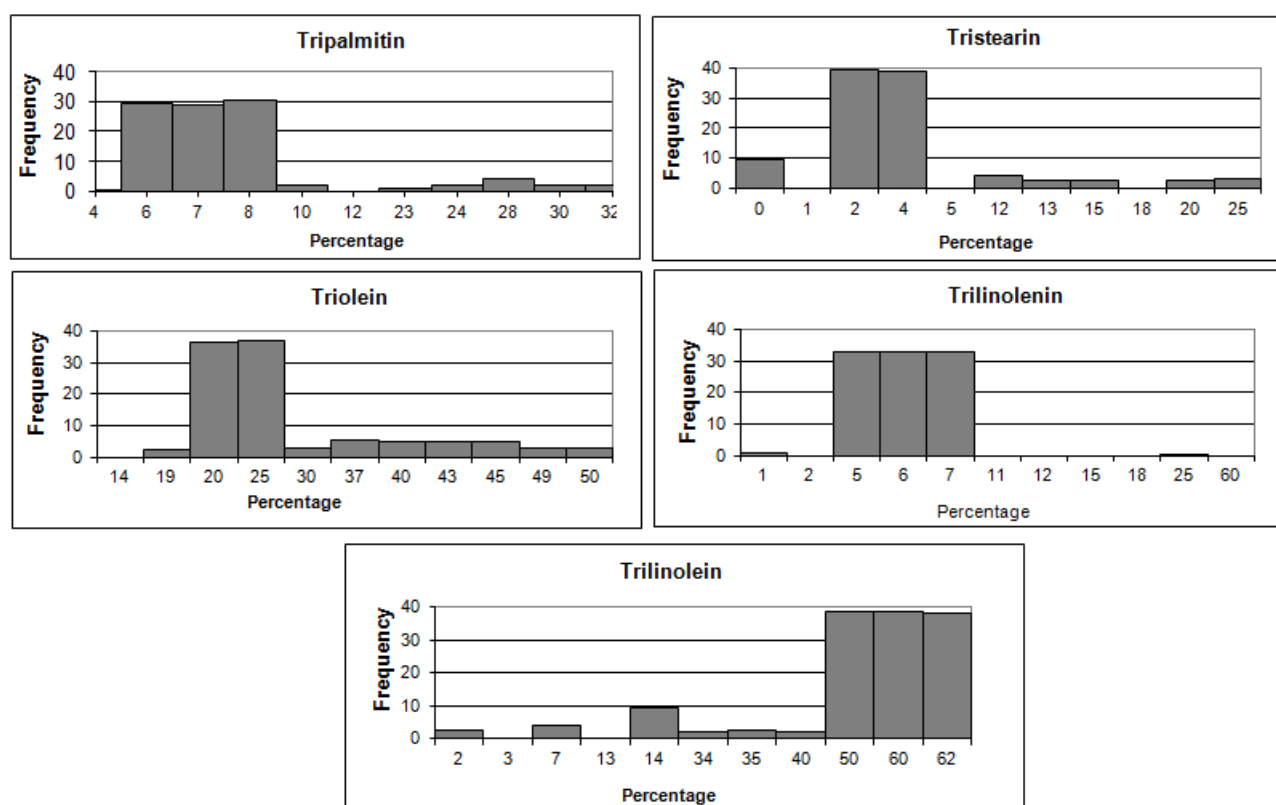 Tripalmitin
Frequency
40
30
20
10
0
4 6 7 8 10 12 23 24 28 30 32
Percentage
Tristearin
Frequency
40
30
20
10
0
0 1 2 4 5 12 13 15 18 20 25
Percentage
Triolein
Frequency
40
30
20
10
0
14 19 20 25 30 37 40 43 45 49 50
Percentage
Trilinolenin
Frequency
40
30
20
10
0
1 2 5 6 7 11 12 15 18 25 60
Percentage
Trilinolein
Frequency
40
30
20
10
0
2 3 7 13 14 34 35 40 50 60 62
Percentage